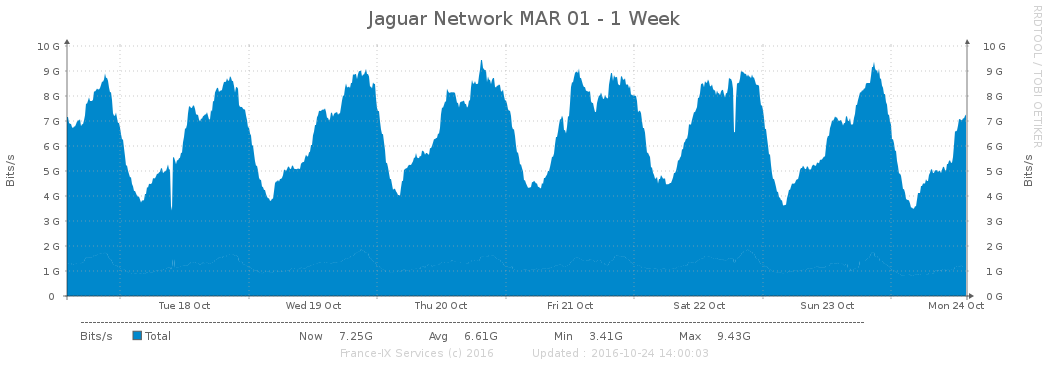 Jaguar Network MAR 01 - 1 Week
RRDTOOL / TOBI OETIKER
Bits/s
10 G
9 G
8 G
7 G
6 G
5 G
4 G
3 G
2 G
1 G
0
10 G
9 G
8 G
7 G
6 G
5 G
4 G
3 G
2 G
1 G
0 G
Bits/s
Tue 18 Oct Wed 19 Oct Thu 20 Oct Fri 21 Oct Sat 22 Oct Sun 23 Oct Mon 24 Oct
Bits/s Total Now 7.25G Avg 6.61G Min 3.41G Max 9.43G
France-IX Services (c) 2016 Updated : 2016-10-24 14:00:03